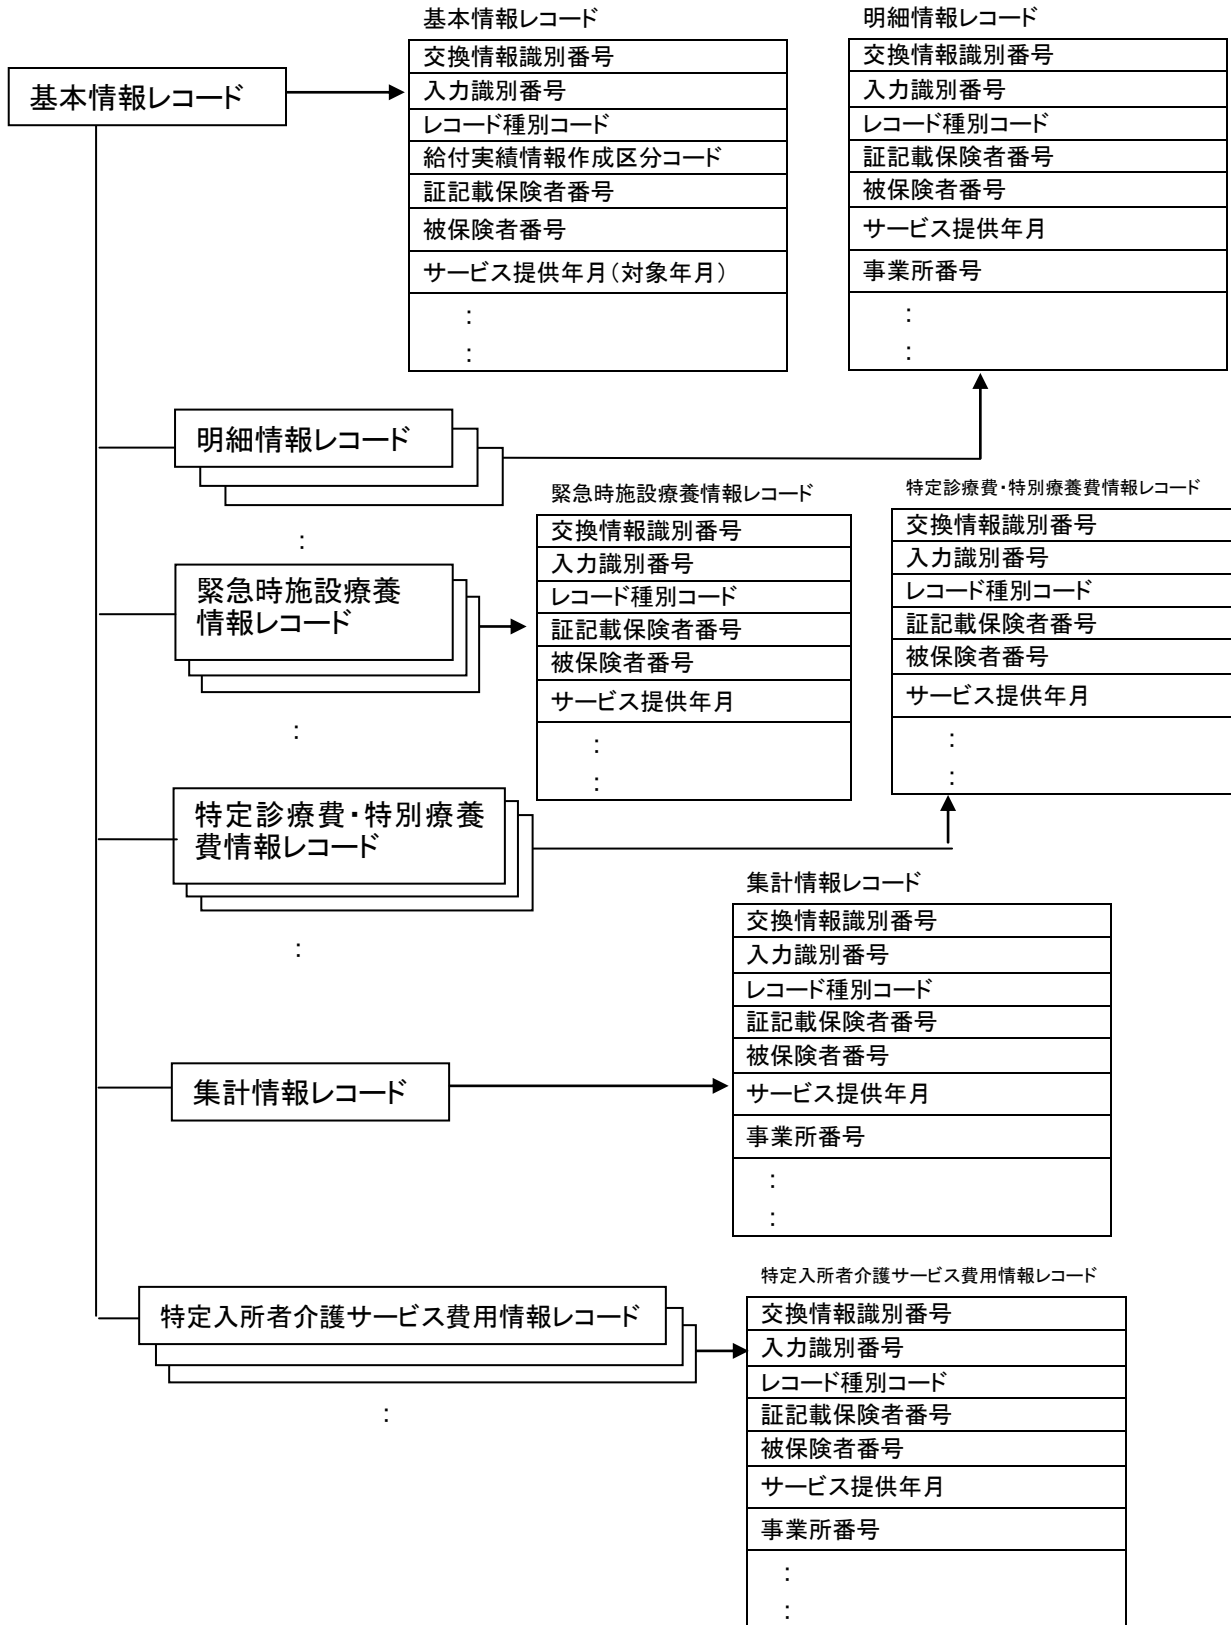 基本情報レコード
基本情報レコード
交換情報識別番号
入力識別番号
レコード種別コード
給付実績情報作成区分コード
証記載保険者番号
被保険者番号
サービス提供年月(対象年月)
:
:
明細情報レコード
交換情報識別番号
入力識別番号
レコード種別コード
証記載保険者番号
被保険者番号
サービス提供年月
事業所番号
:
:
明細情報レコード
:
緊急時施設療養
情報レコード
:
緊急時施設療養情報レコード
交換情報識別番号
入力識別番号
レコード種別コード
証記載保険者番号
被保険者番号
サービス提供年月
:
:
特定診療費・特別療養費情報レコード
交換情報識別番号
入力識別番号
レコード種別コード
証記載保険者番号
被保険者番号
サービス提供年月
:
:
特定診療費・特別療養
費情報レコード
:
集計情報レコード
集計情報レコード
交換情報識別番号
入力識別番号
レコード種別コード
証記載保険者番号
被保険者番号
サービス提供年月
事業所番号
:
:
特定入所者介護サービス費用情報レコード
:
特定入所者介護サービス費用情報レコード
交換情報識別番号
入力識別番号
レコード種別コード
証記載保険者番号
被保険者番号
サービス提供年月
事業所番号
:
: